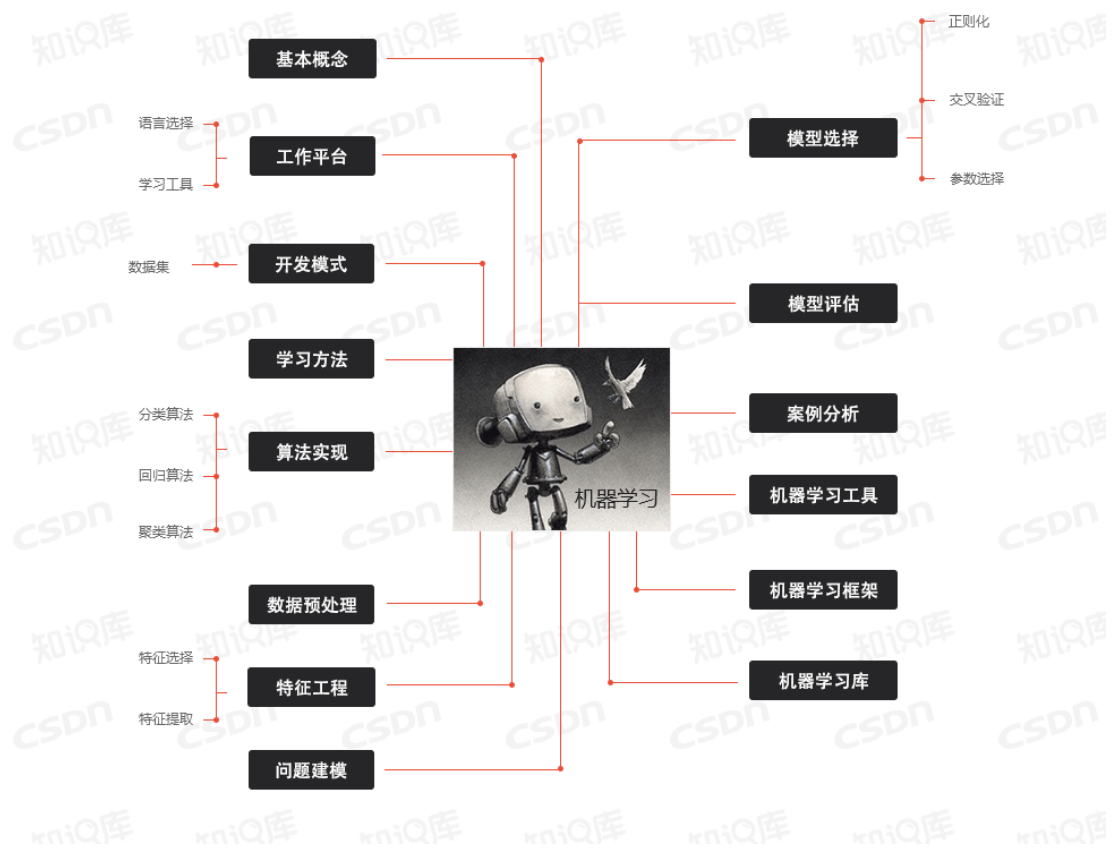 基本概念
语言选择
学习工具
工作平台
数据集
开发模式
学习方法
分类算法
回归算法
聚类算法
算法实现
数据预处理
特征选择
特征提取
特征工程
问题建模
机器学习
模型选择
正则化
交叉验证
参数选择
模型评估
案例分析
机器学习工具
机器学习框架
机器学习库
CSDN
知识库